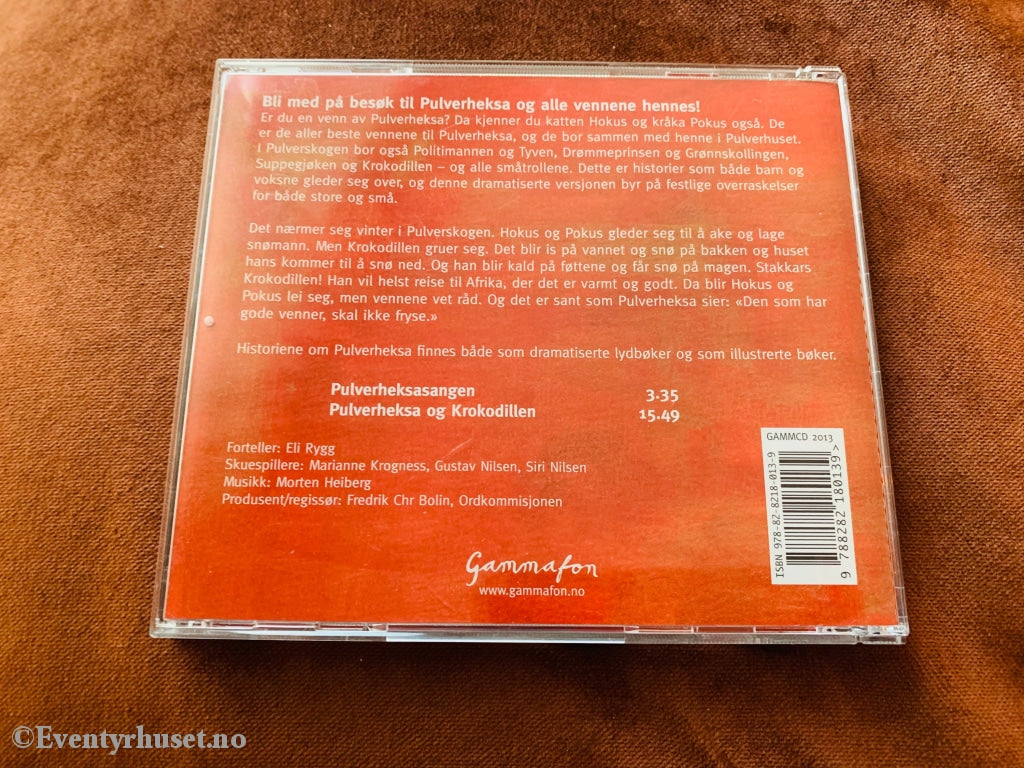 Bli med på besøk til Pulverheksa og alle vennene hennes!
Er du en venn av Pulverheksa? Da kjenner du katten Hokus og kråka Pokus også. De
er de aller beste vennene til Pulverheksa, og de bor sammen med henne i Pulverhuset.
I Pulverskogen bor også Politimannen og Tyven, Drømmeprinsen og Grønnskollingen,
Suppegjøken og Krokodillen – og alle småtrollene. Dette er historier som både barn og
voksne gleder seg over, og denne dramatiserte versjonen byr på festlige overraskelser
for både store og små.
Det nærmer seg vinter i Pulverskogen. Hokus og Pokus gleder seg til å ake og lage
snømann. Men Krokodillen gruer seg. Det blir is på vannet og snø på bakken og huset
hans kommer til å snø ned. Og han blir kald på føttene og får snø på magen. Stakkars
Krokodillen! Han vil helst reise til Afrika, der det er varmt og godt. Da blir Hokus og
Pokus lei seg, men vennene vet råd. Og det er sant som Pulverheksa sier: «Den som har
gode venner, skal ikke fryse.»
Historiene om Pulverheksa finnes både som dramatiserte lydbøker og som illustrerte bøker.
Pulverheksasangen 3.35
Pulverheksa og Krokodillen 15.49
Forteller: Eli Rygg
Skuespillere: Marianne Krogness, Gustav Nilsen, Siri Nilsen
Musikk: Morten Heiberg
Produsent/regissør: Fredrik Chr Bolin, Ordkommisjonen
GAMMCD 2013
ISBN 978-82-8218-013-9
9 788282 180139>
Gammafon
www.gammafon.no
©Eventyrhuset.no